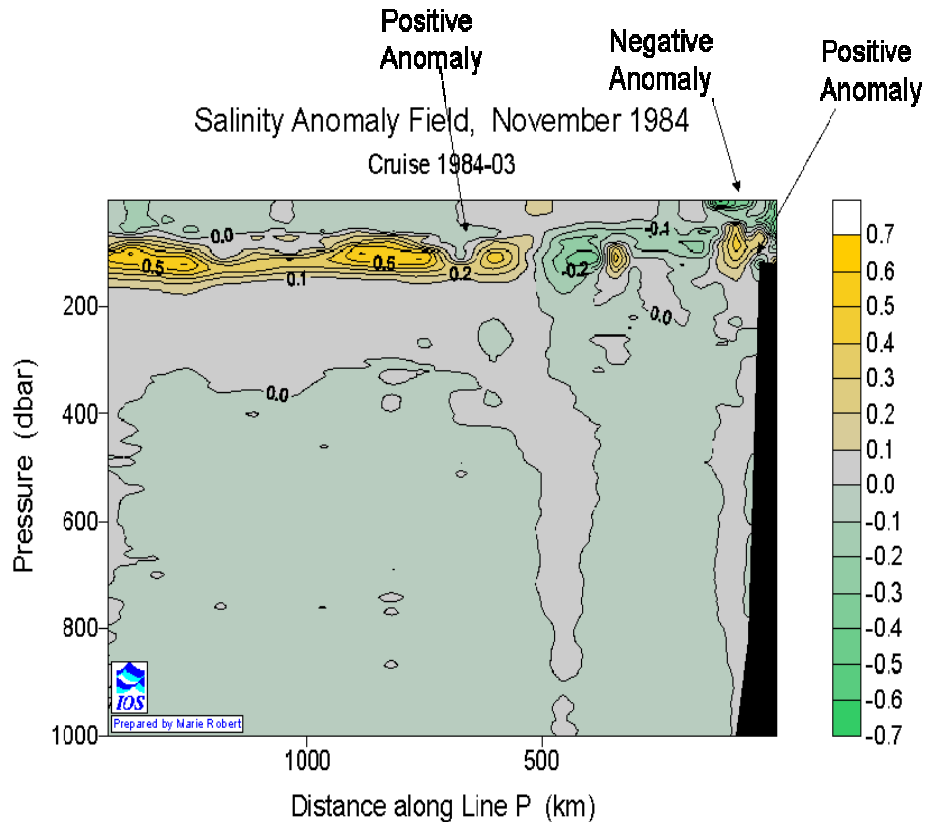 Positive
Anomaly
Negative
Anomaly
Positive
Anomaly
Salinity Anomaly Field, November 1984
Cruise 1984-03
0.0
0.5
0.1
0.5
0.2
-0.2
-0.1
0.0
0.0
200
400
600
800
1000
Pressure (dbar)
1000
500
Distance along Line P (km)
IOS
Prepared by Marie Robert
0.7
0.6
0.5
0.4
0.3
0.2
0.1
0.0
-0.1
-0.2
-0.3
-0.4
-0.5
-0.6
-0.7